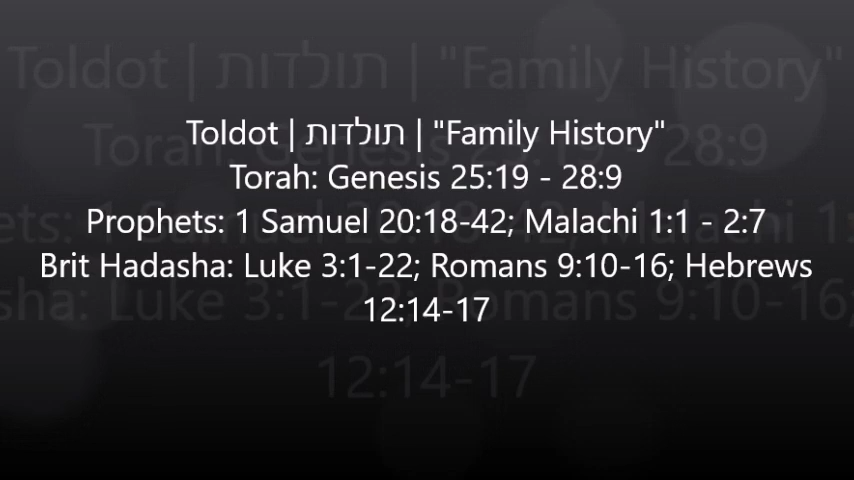 Toldot | תולדות | "Family History"
Torah: Genesis 25:19 - 28:9
Prophets: 1 Samuel 20:18-42; Malachi 1:1 - 2:7
Brit Hadasha: Luke 3:1-22; Romans 9:10-16; Hebrews
12:14-17